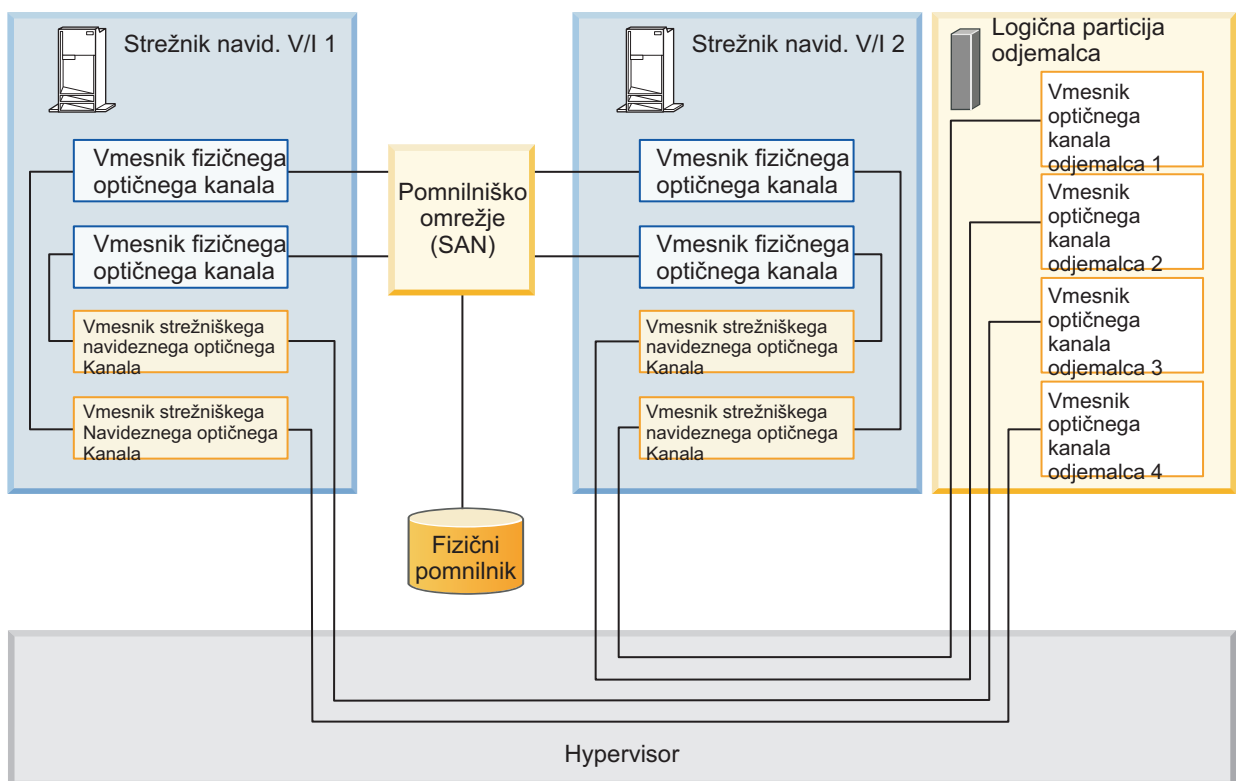 Strežnik navid. V/I 1
Vmesnik fizičnega
optičnega kanala
Vmesnik fizičnega
optičnega kanala
Vmesnik strežniškega
navideznega optičnega
Kanala
Vmesnik strežniškega
Navideznega optičnega
Kanala
Pomnilniško
omrežje
(SAN)
Fizični
pomnilnik
Strežnik navid. V/I 2
Vmesnik fizičnega
optičnega kanala
Vmesnik fizičnega
optičnega kanala
Vmesnik strežniškega
navideznega optičnega
Kanala
Vmesnik strežniškega
navideznega optičnega
Kanala
Logična particija
odjemalca
Vmesnik
optičnega
kanala
odjemalca 1
Vmesnik
optičnega
kanala
odjemalca 2
Vmesnik
optičnega
kanala
odjemalca 3
Vmesnik
optičnega
kanala
odjemalca 4
Hypervisor